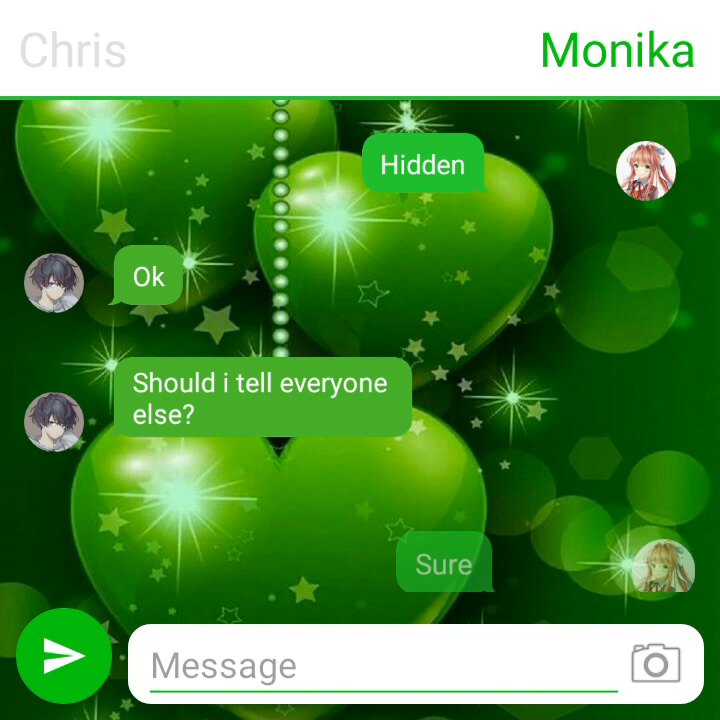 Chris
Monika
Hidden
Ok
Should i tell everyone
else?
Sure
Message